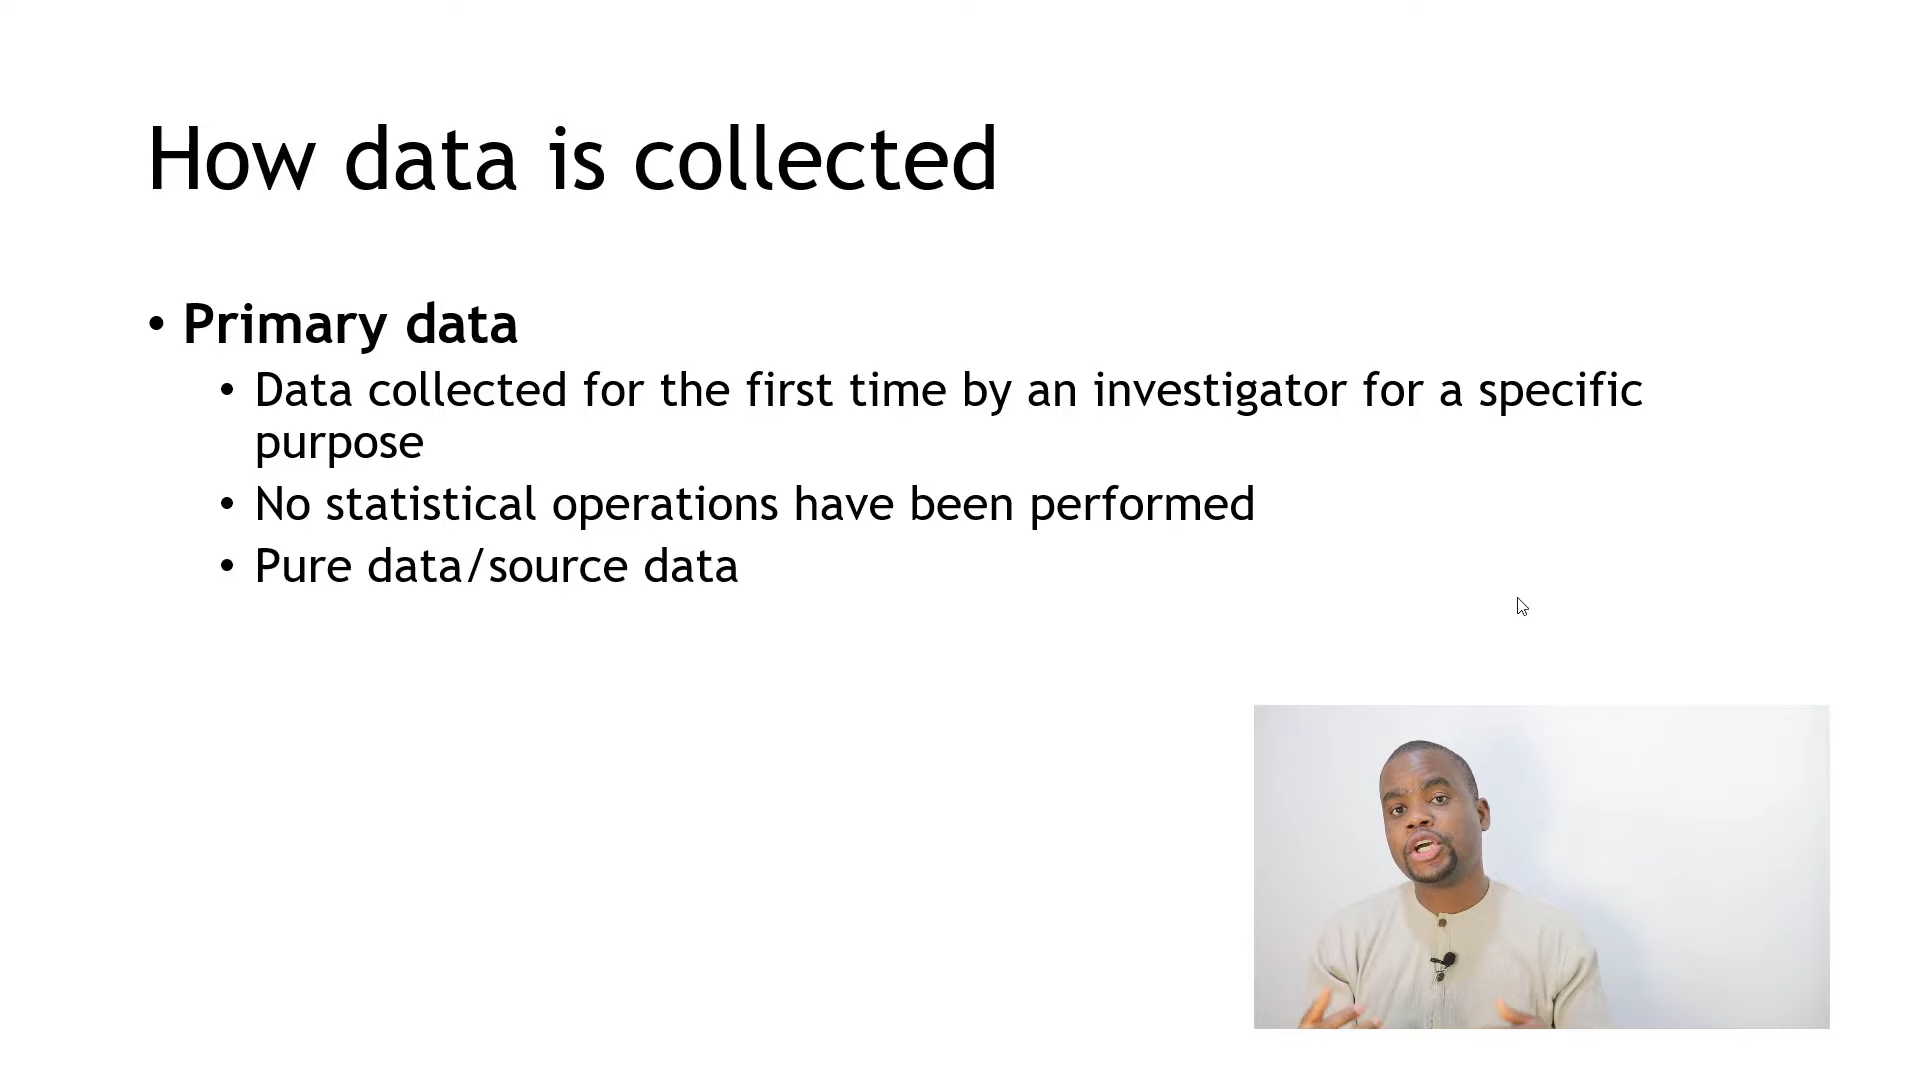 How data is collected
• Primary data
• Data collected for the first time by an investigator for a specific
purpose
• No statistical operations have been performed
• Pure data/source data